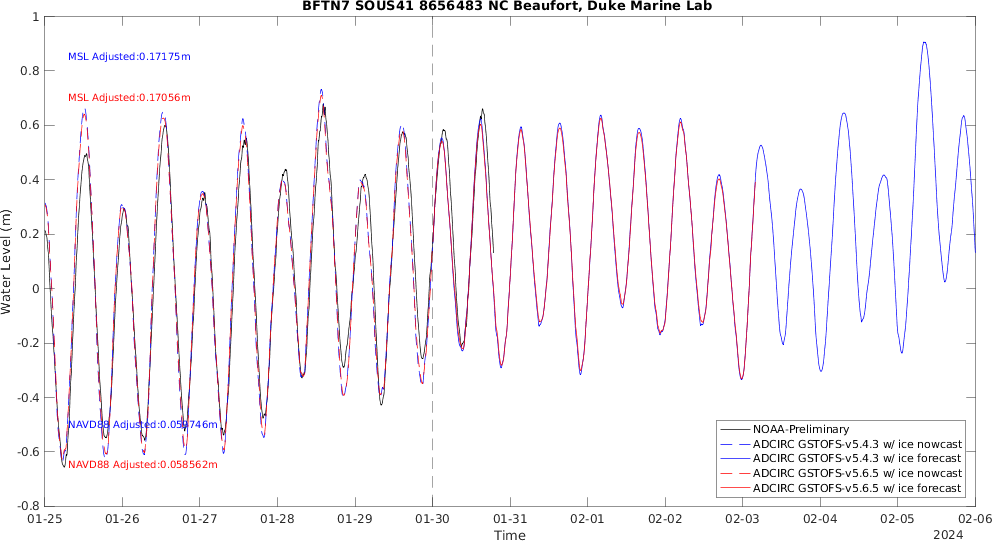 BFTN7 SOUS41 8656483 NC Beaufort, Duke Marine Lab
1
0.8
0.6
0.4
0.2
0
-0.2
-0.4
-0.6
-0.8
Water Level (m)
MSL Adjusted:0.17175m
MSL Adjusted:0.17056m
NAVD88 Adjusted:0.059746m
NAVD88 Adjusted:0.058562m
NOAA-Preliminary
ADCIRC GSTOFS-v5.4.3 w/ ice nowcast
ADCIRC GSTOFS-v5.4.3 w/ ice forecast
ADCIRC GSTOFS-v5.6.5 w/ ice nowcast
ADCIRC GSTOFS-v5.6.5 w/ ice forecast
01-25 01-26 01-27 01-28 01-29 01-30 01-31 02-01 02-02 02-03 02-04 02-05 02-06
Time
2024